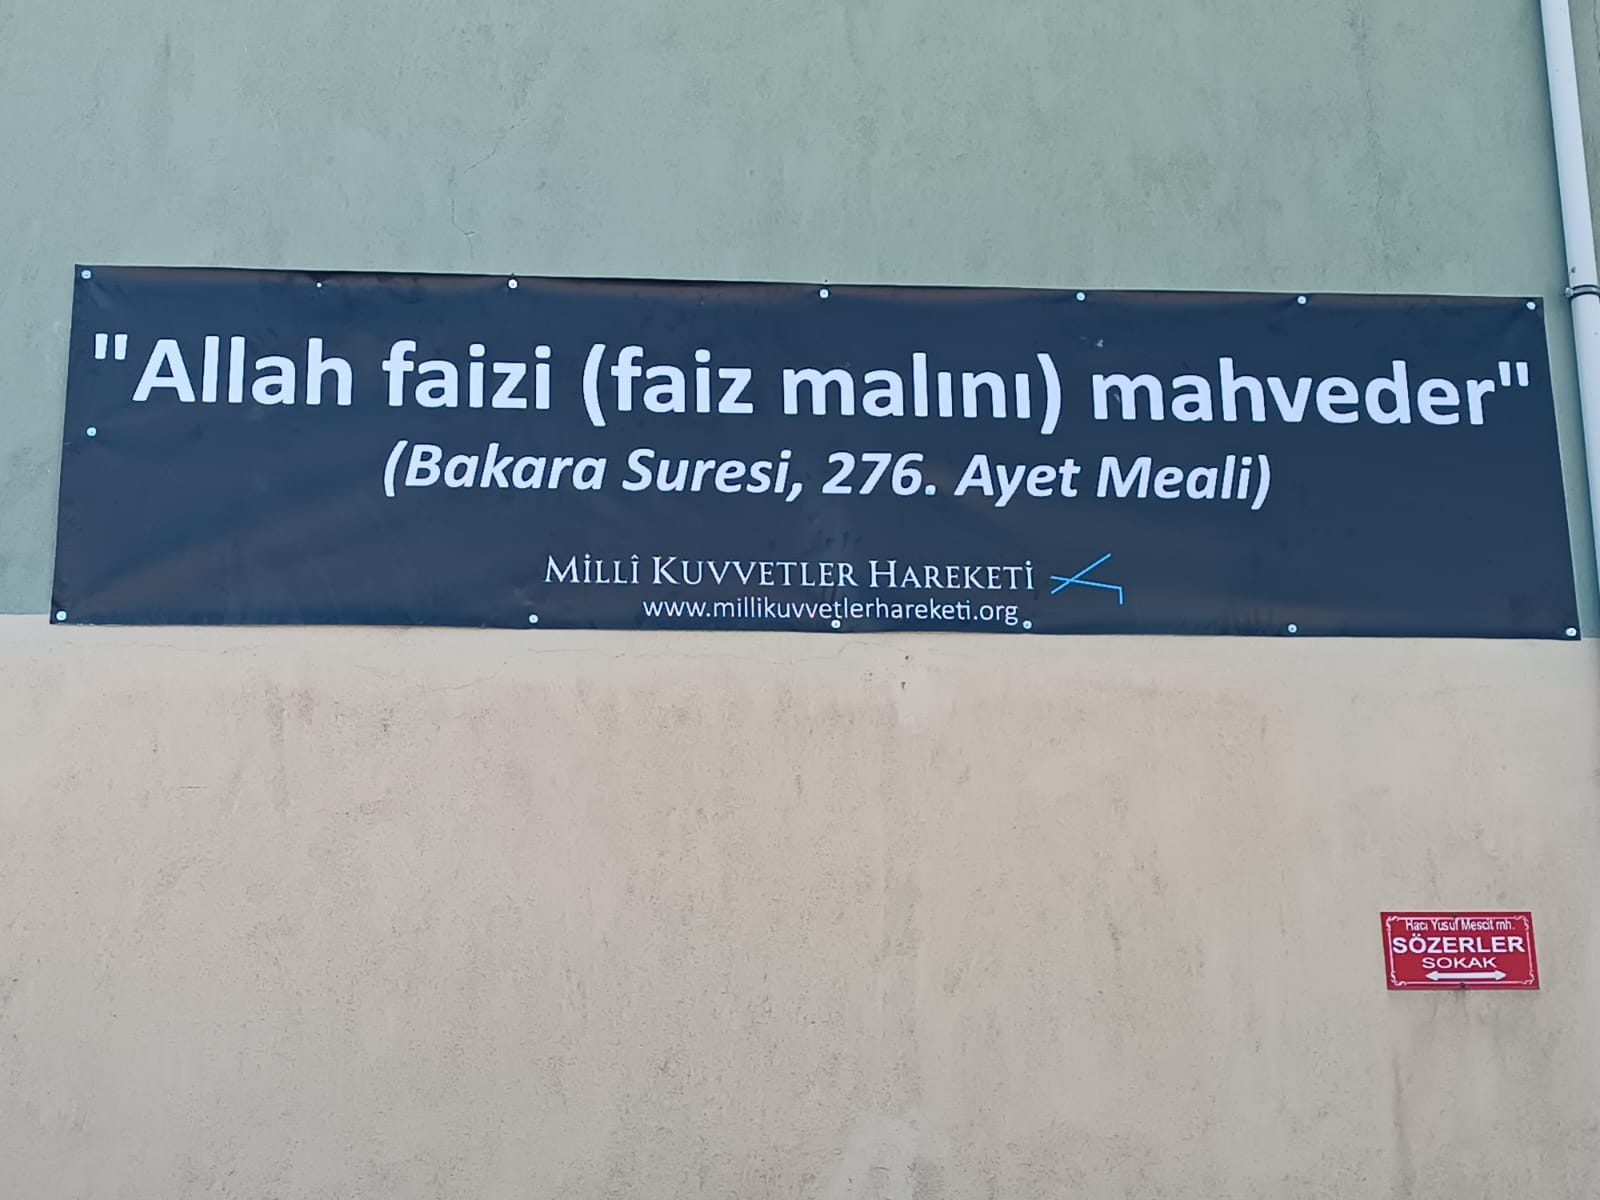 "Allah faizi (faiz malını) mahveder"
(Bakara Suresi, 276. Ayet Meali)
MİLLÎ KUVVETLER HAREKETİ
www.millikuvvetlerhareketi.org
Hacı Yusuf Mescit mh.
SÖZERLER
SOKAK